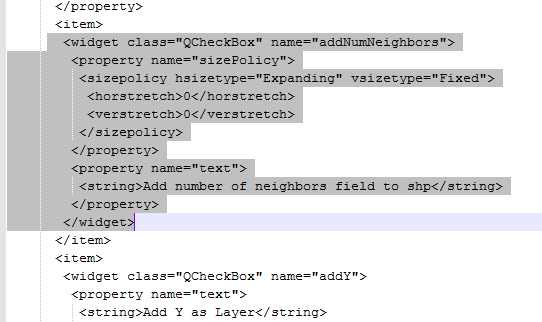 </property>
<item>
<widget class="QCheckBox" name="addNumNeighbors">
<property name="sizePolicy">
<sizepolicy hsizetype="Expanding" vsizetype="Fixed">
<horstretch>0</horstretch>
<verstretch>0</verstretch>
</sizepolicy>
</property>
<property name="text">
<string>Add number of neighbors field to shp</string>
</property>
</widget>
</item>
<item>
<widget class="QCheckBox" name="addY">
<property name="text">
<string>Add Y as Layer</string>